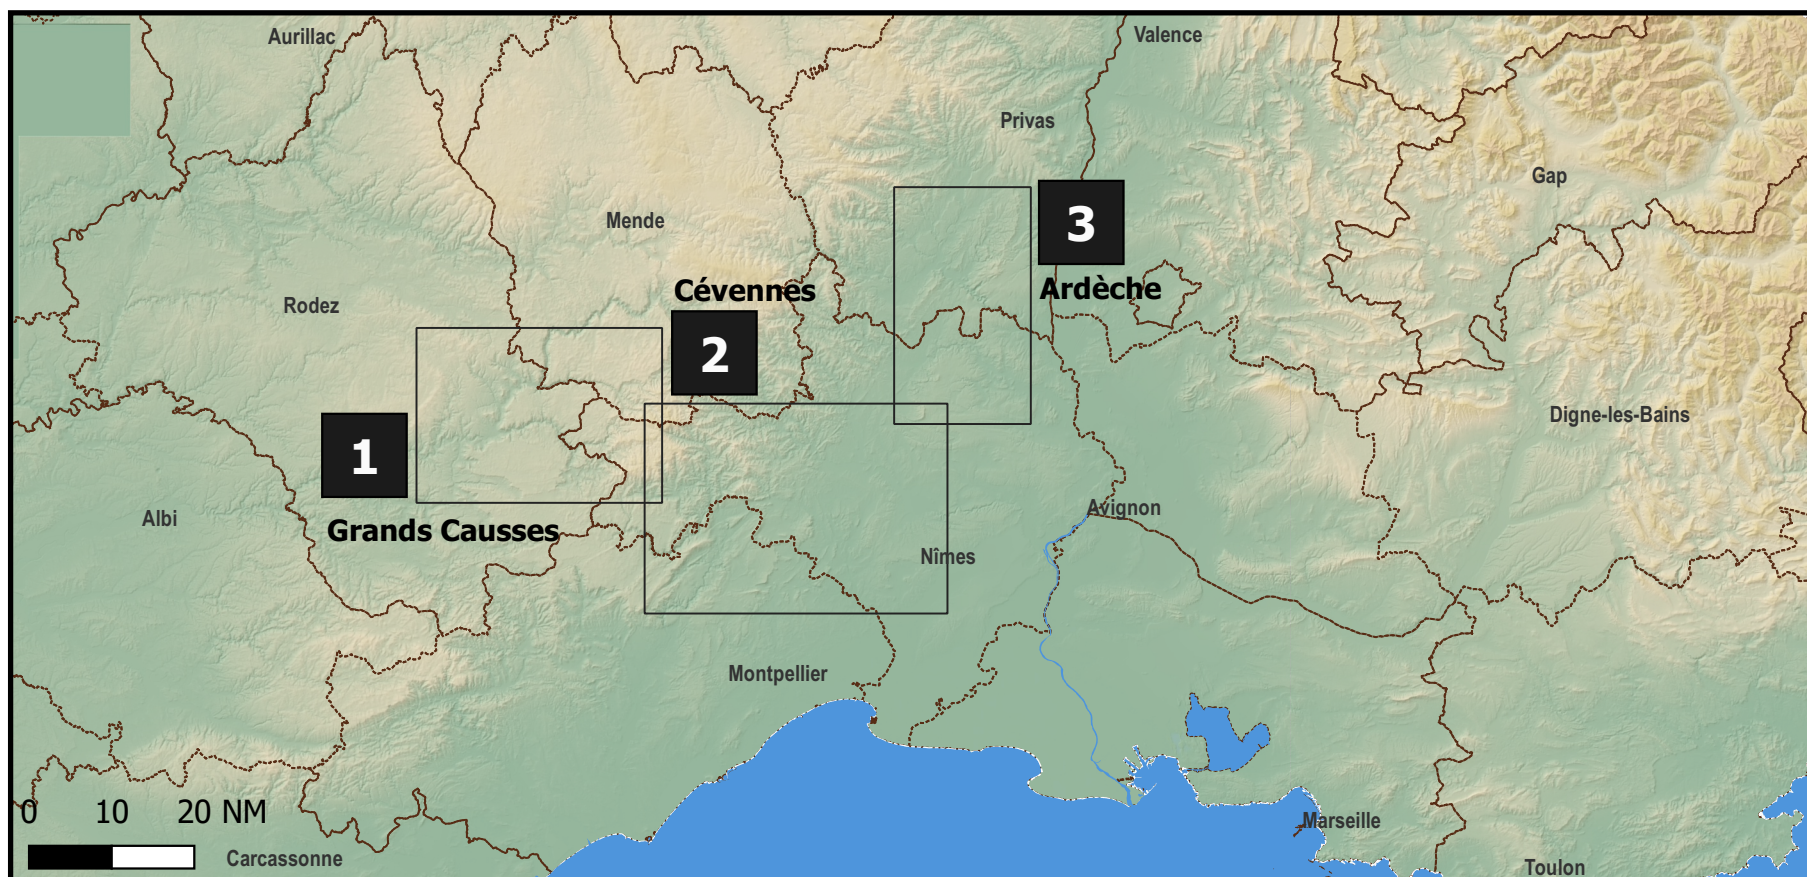 Aurillac
Valence
Privas
Gap
Mende
3
Cévennes
Ardèche
Rodez
2
Digne-les-Bains
1
Avignon
Albi
Grands Causses
Nîmes
Montpellier
0 10 20 NM
Marseille
Carcassonne
Toulon